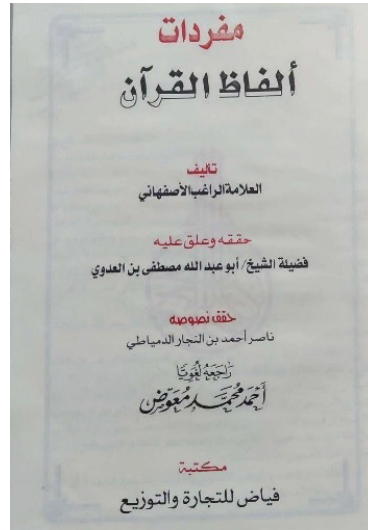 مفردات
ألفاظ القرآن
تأليف
العلامة الراغب الأصفهاني
حققه وعلق عليه
فضيلة الشيخ/ أبو عبد الله مصطفى بن العدوي
حقق نصوصه
ناصر أحمد بن النجار الدمياطي
راجعه لغويا
أحمد محمد معوض
مكتبة
فياض للتجارة والتوزيع